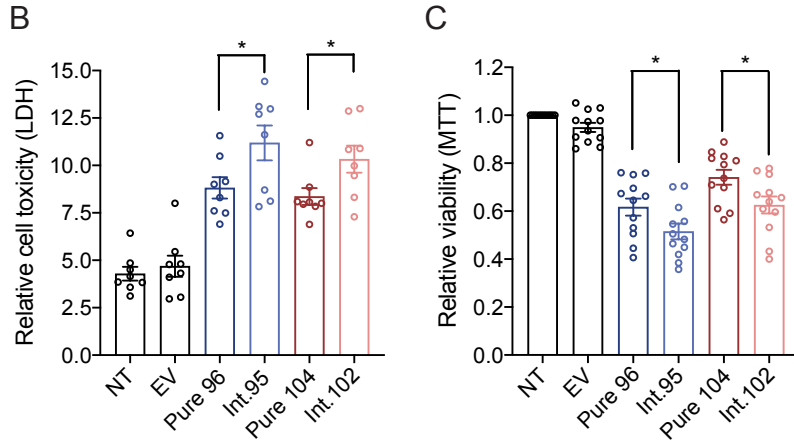 B
Relative cell toxicity (LDH)
15.0
12.5
10.0
7.5
5.0
2.5
0.0
*
*
NT
EV
Pure 96
Int.95
Pure 104
Int.102
C
Relative viability (MTT)
1.2
1.0
0.8
0.6
0.4
0.2
0.0
*
*
NT
EV
Pure 96
Int.95
Pure 104
Int.102